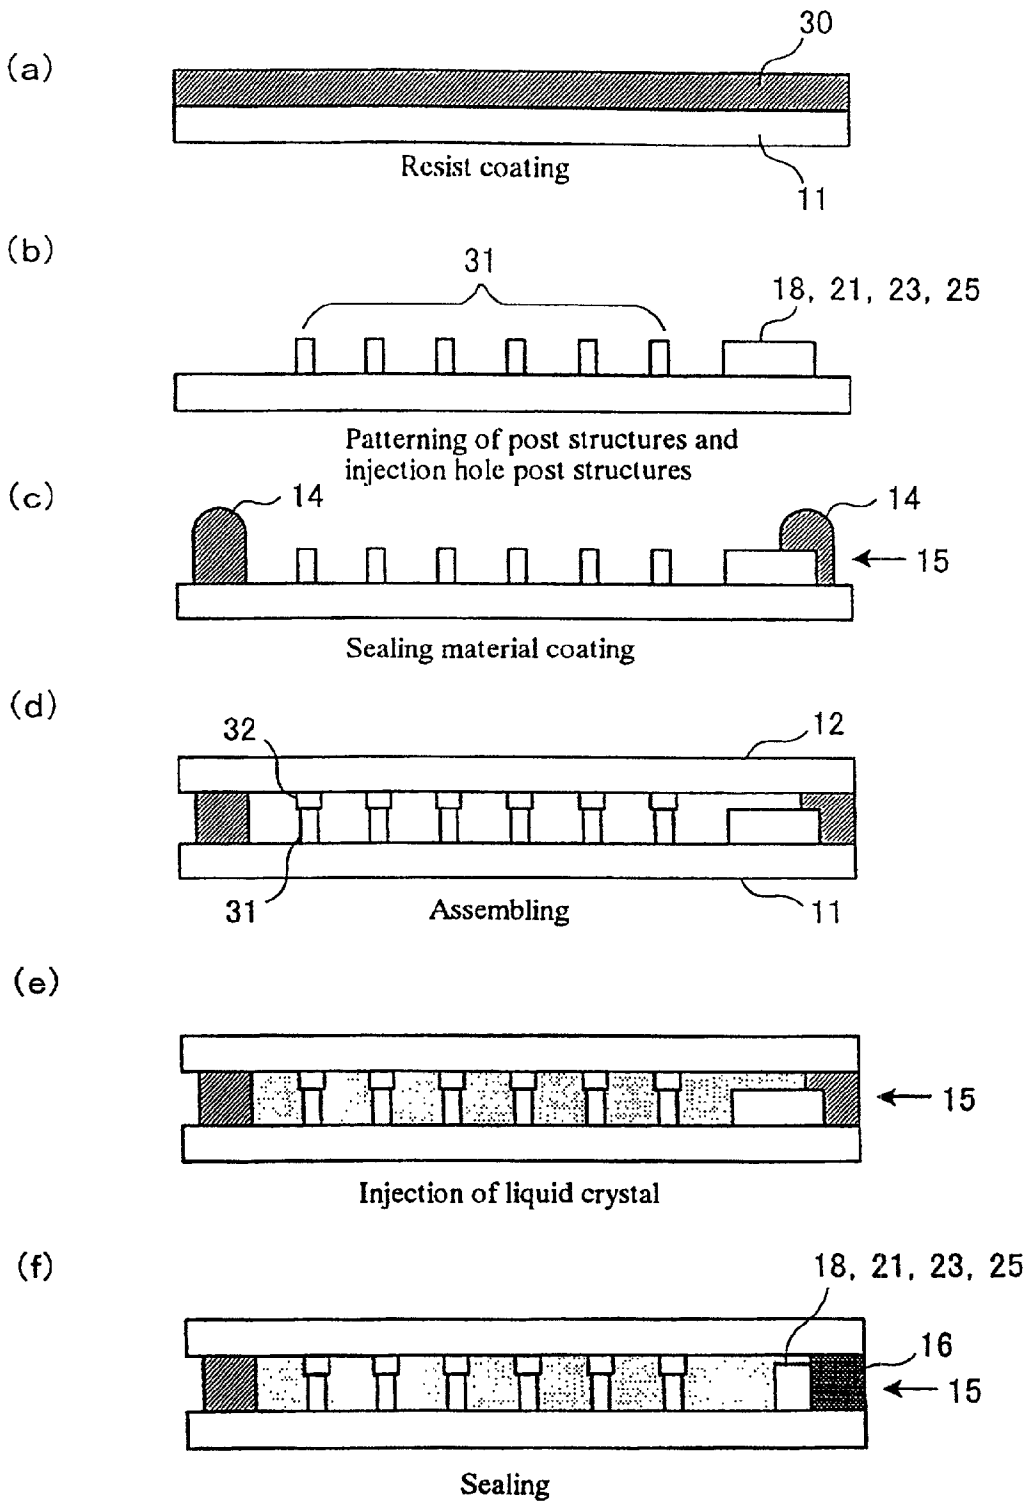 30
(a)
Resist coating
11
(b)
31
18, 21, 23, 25
Patterning of post structures and
injection hole post structures
(c)
14
14
15
Sealing material coating
(d)
32
12
31
Assembling
11
(e)
15
Injection of liquid crystal
(f)
18, 21, 23, 25
16
15
Sealing